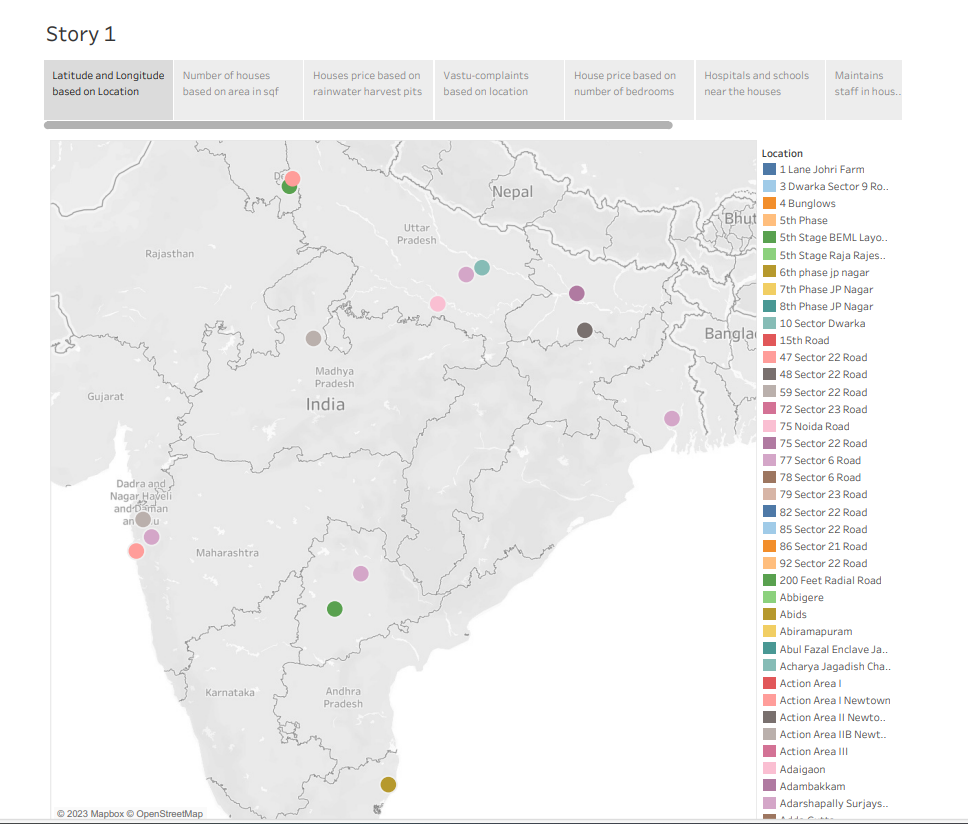 Story 1
Latitude and Longitude
based on Location
Number of houses
based on area in sqf
Houses price based on
rainwater harvest pits
Vastu-complaints
based on location
House price based on
number of bedrooms
Hospitals and schools
near the houses
Maintains
staff in hous..
Nepal
Bhut
Uttar
Pradesh
Rajasthan
Banglad
Madhya
Pradesh
India
Gujarat
Dadra and
Nagar Haveli
and Daman
Maharashtra
Karnataka
Andhra
Pradesh
© 2023 Mapbox © OpenStreetMap
Location
1 Lane Johri Farm
3 Dwarka Sector 9 Ro..
4 Bunglows
5th Phase
5th Stage BEML Layo..
5th Stage Raja Rajes..
6th phase jp nagar
7th Phase JP Nagar
8th Phase JP Nagar
10 Sector Dwarka
15th Road
47 Sector 22 Road
48 Sector 22 Road
59 Sector 22 Road
72 Sector 23 Road
75 Noida Road
75 Sector 22 Road
77 Sector 6 Road
78 Sector 6 Road
79 Sector 23 Road
82 Sector 22 Road
85 Sector 22 Road
86 Sector 21 Road
92 Sector 22 Road
200 Feet Radial Road
Abbigere
Abids
Abiramapuram
Abul Fazal Enclave Ja..
Acharya Jagadish Cha..
Action Area I
Action Area I Newtown
Action Area II Newto..
Action Area IIB Newt..
Action Area III
Adaigaon
Adambakkam
Adarshapally Surjays..